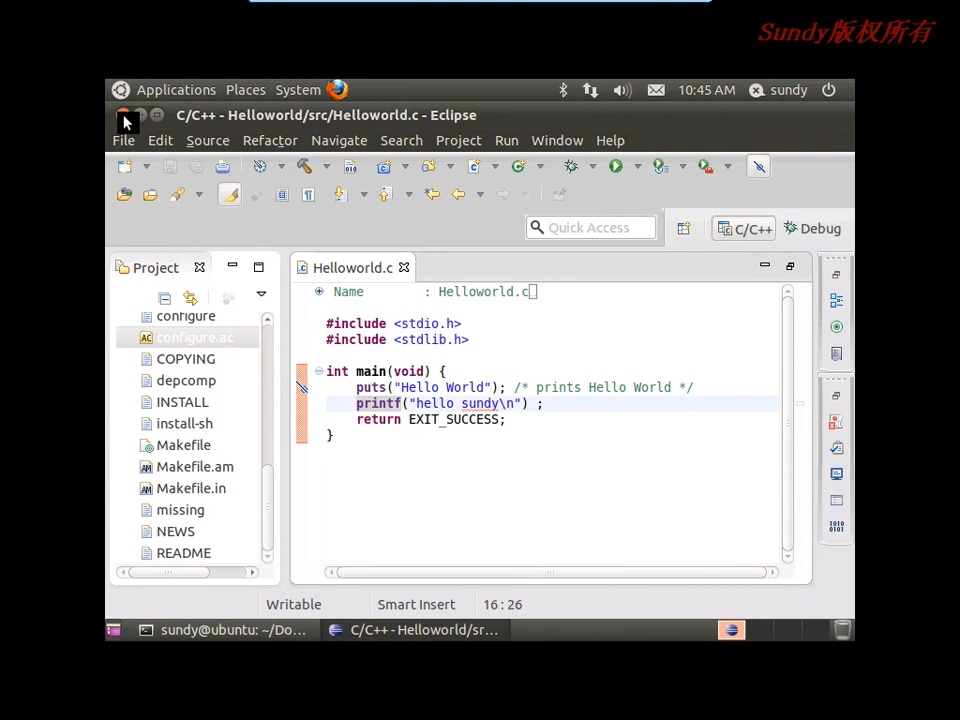 Sundy版权所有
Applications Places System 10:45 AM sundy
C/C++ - Helloworld/src/Helloworld.c - Eclipse
File Edit Source Refactor Navigate Search Project Run Window Help
Quick Access C/C++ Debug
Project Helloworld.c
Name : Helloworld.c
#include <stdio.h>
#include <stdlib.h>
int main(void) {
puts("Hello World"); /* prints Hello World */
printf("hello sundy\n") ;
return EXIT_SUCCESS;
}
configure
configure.ac
COPYING
depcomp
INSTALL
install-sh
Makefile
Makefile.am
Makefile.in
missing
NEWS
README
Writable Smart Insert 16 : 26
sundy@ubuntu: ~/Do... C/C++ - Helloworld/sr...